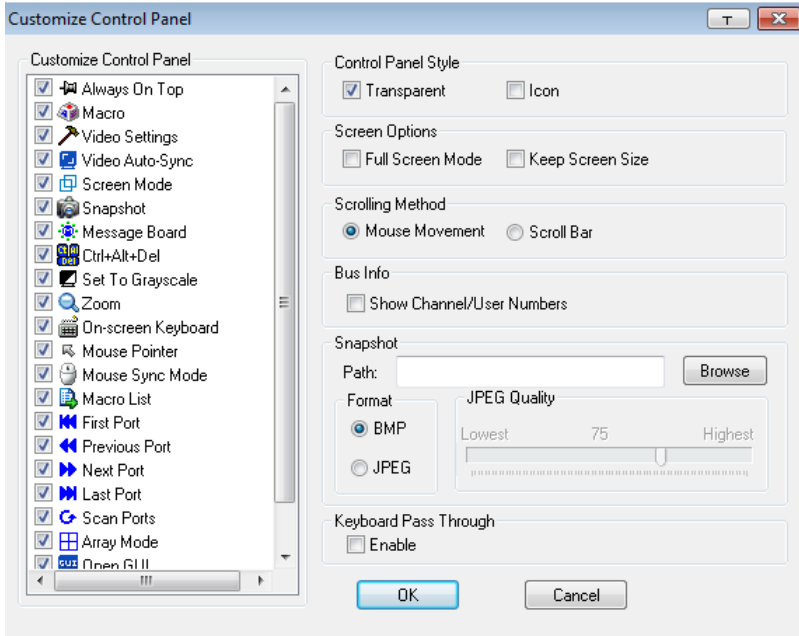 Customize Control Panel
T
Customize Control Panel
Always On Top
Macro
Video Settings
Video Auto-Sync
Screen Mode
Snapshot
Message Board
Ctrl+Alt+Del
Set To Grayscale
Zoom
On-screen Keyboard
Mouse Pointer
Mouse Sync Mode
Macro List
First Port
Previous Port
Next Port
Last Port
Scan Ports
Array Mode
GUI Open GUI
Control Panel Style
Transparent Icon
Screen Options
Full Screen Mode Keep Screen Size
Scrolling Method
Mouse Movement Scroll Bar
Bus Info
Show Channel/User Numbers
Snapshot
Path: Browse
Format
BMP
JPEG
JPEG Quality
Lowest 75 Highest
Keyboard Pass Through
Enable
OK Cancel